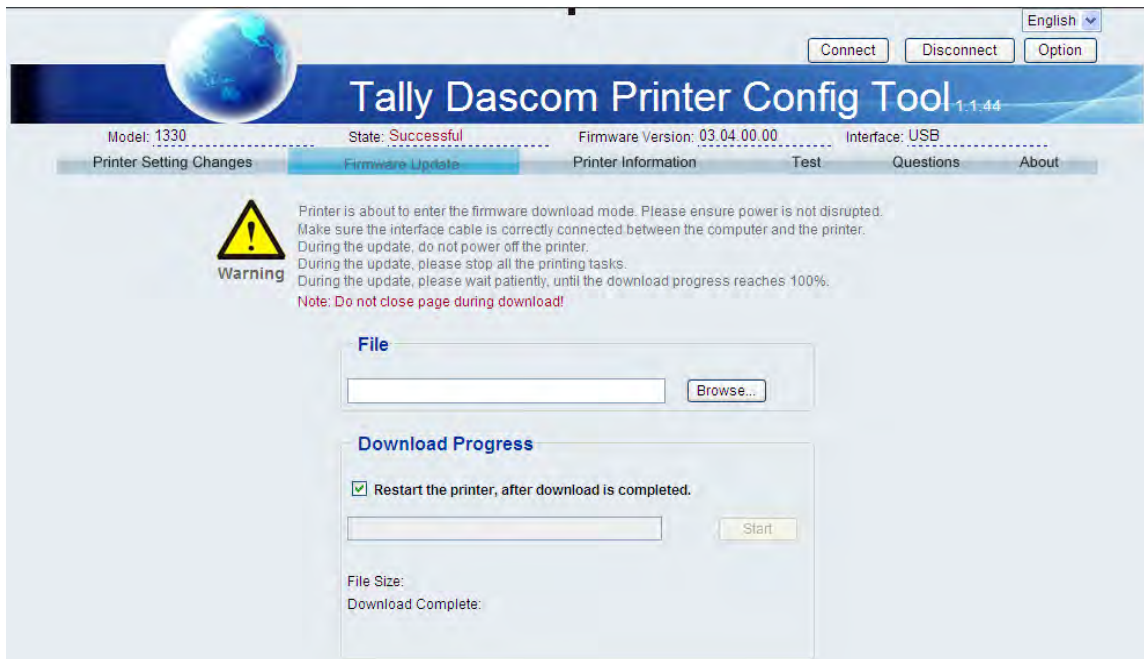 English
Connect Disconnect Option
Tally Dascom Printer Config Tool 1.1.44
Model: 1330 State: Successful Firmware Version: 03.04.00.00 Interface: USB
Printer Setting Changes Firmware Update Printer Information Test Questions About
Printer is about to enter the firmware download mode. Please ensure power is not disrupted.
Make sure the interface cable is correctly connected between the computer and the printer.
During the update, do not power off the printer.
During the update, please stop all the printing tasks.
Warning
During the update, please wait patiently, until the download progress reaches 100%.
Note: Do not close page during download!
File
Browse...
Download Progress
Restart the printer, after download is completed.
Start
File Size:
Download Complete: